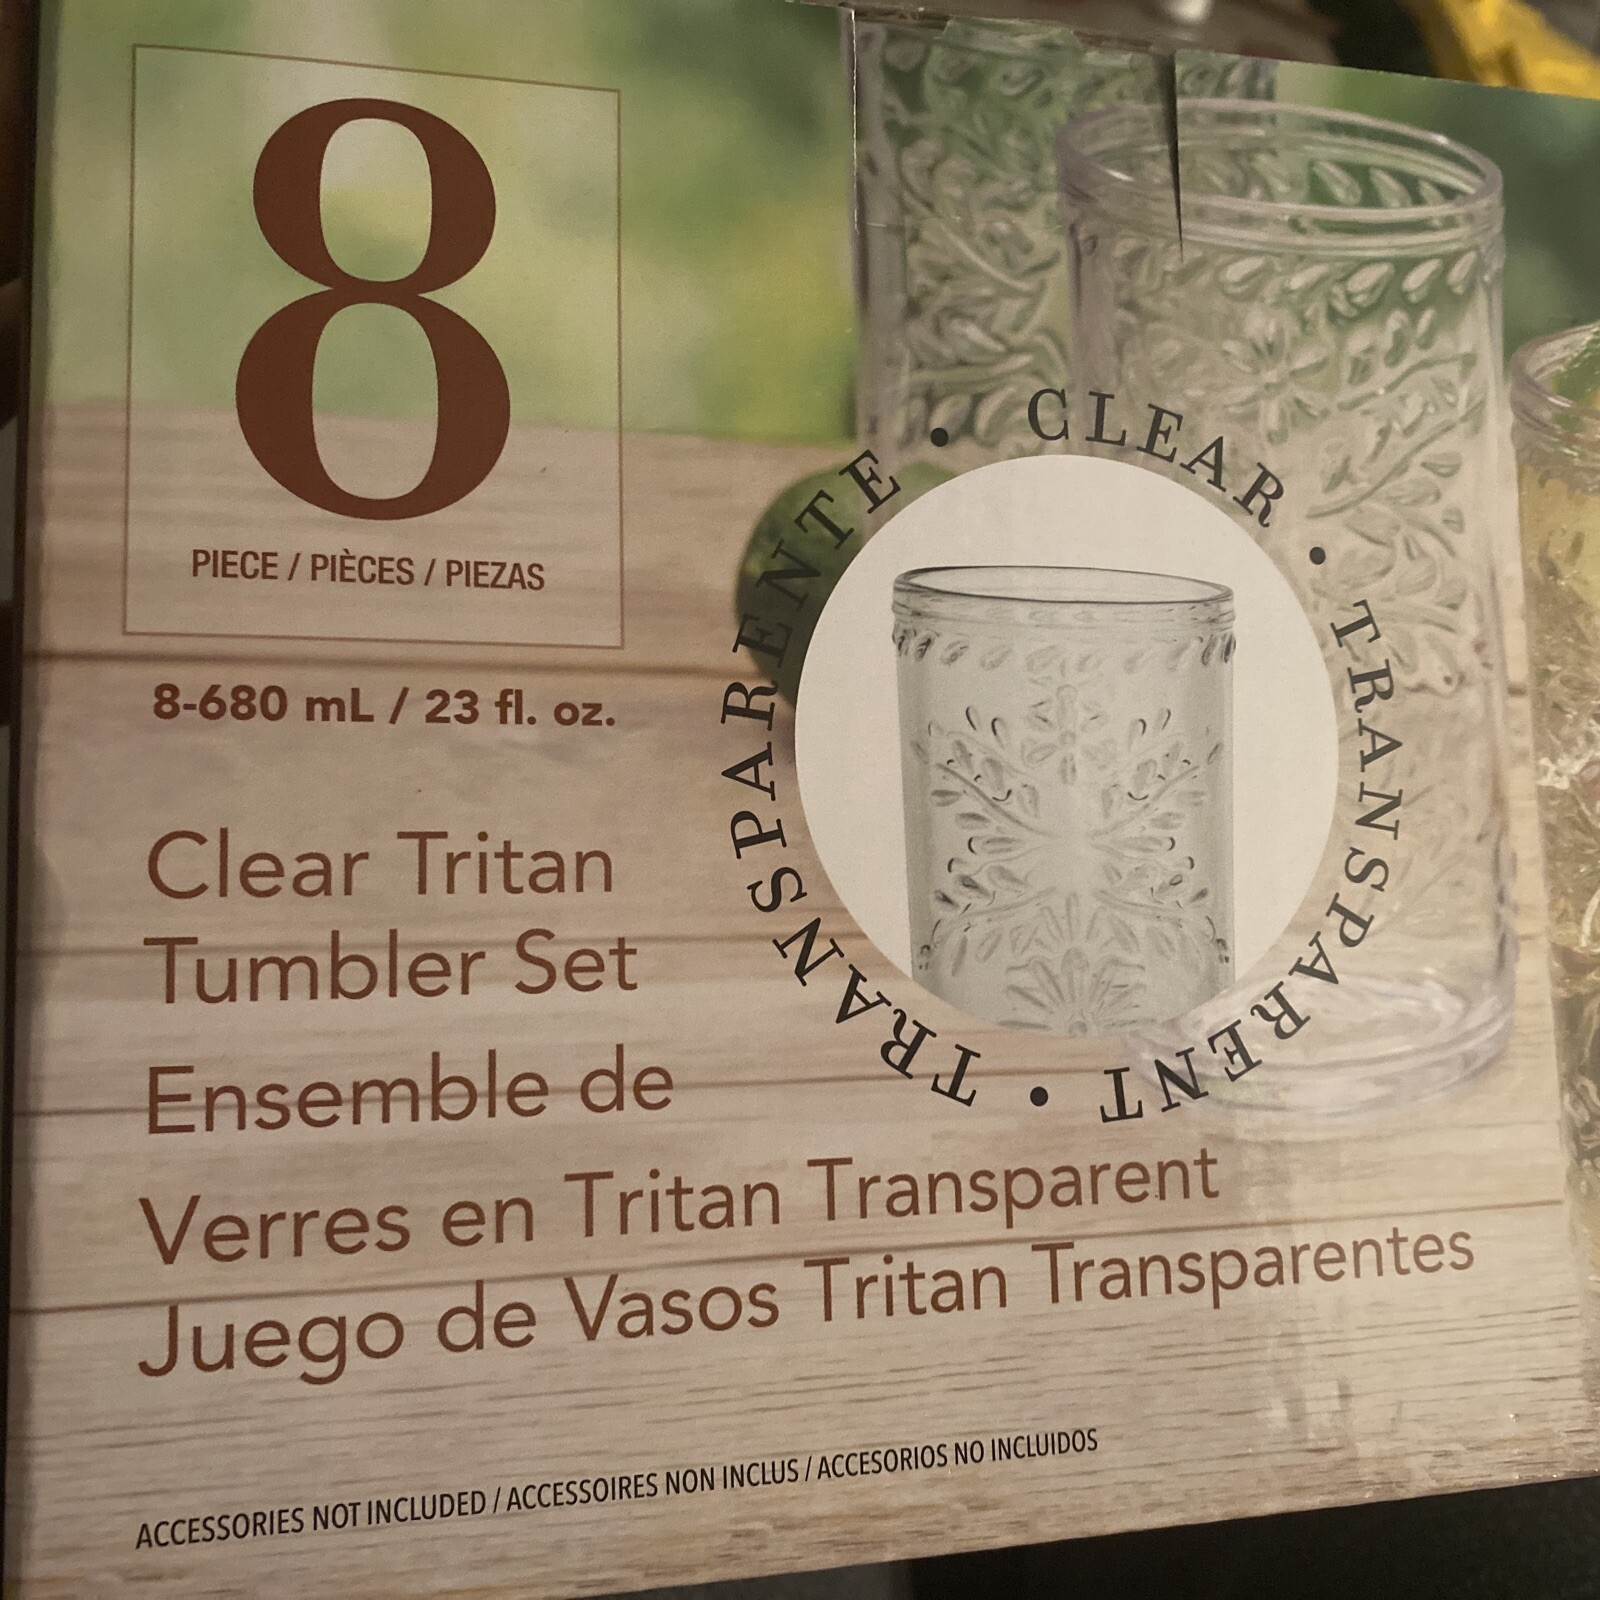 8
PIECE / PIÈCES / PIEZAS
8-680 mL / 23 fl. oz.
CLEAR • TRANSPARENT • TRANSPARENTE •
Clear Tritan
Tumbler Set
Ensemble de
Verres en Tritan Transparent
Juego de Vasos Tritan Transparentes
ACCESSORIES NOT INCLUDED / ACCESSOIRES NON INCLUS / ACCESORIOS NO INCLUIDOS